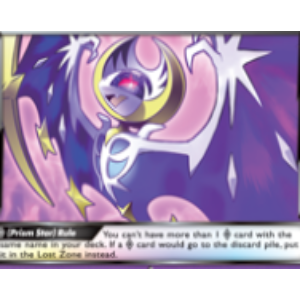 ◇ (Prism Star) Rule You can't have more than 1 ◇ card with the
same name in your deck. If a ◇ card would go to the discard pile, put
it in the Lost Zone instead.